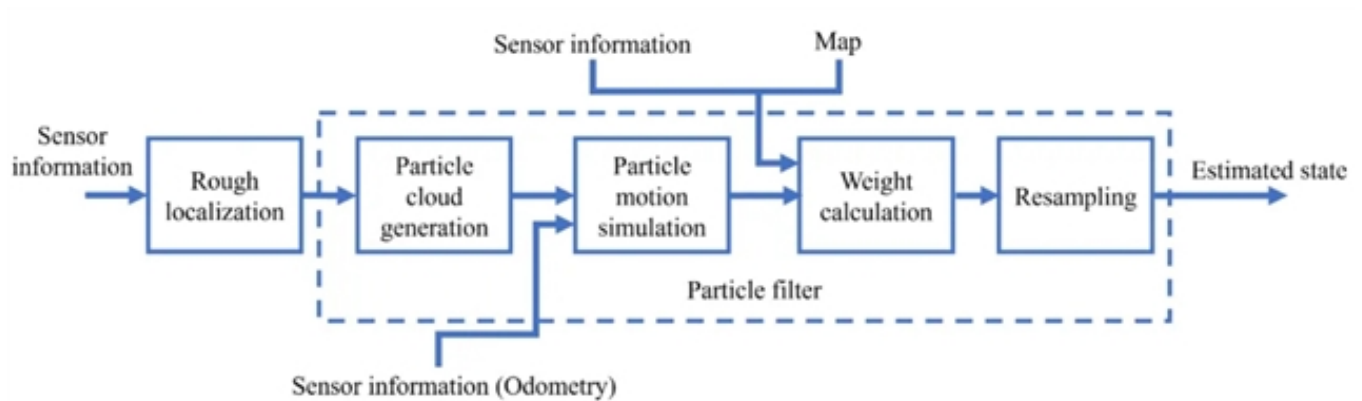 Sensor information
Map
Sensor
information
Rough
localization
Particle
cloud
generation
Particle
motion
simulation
Weight
calculation
Resampling
Estimated state
Particle filter
Sensor information (Odometry)